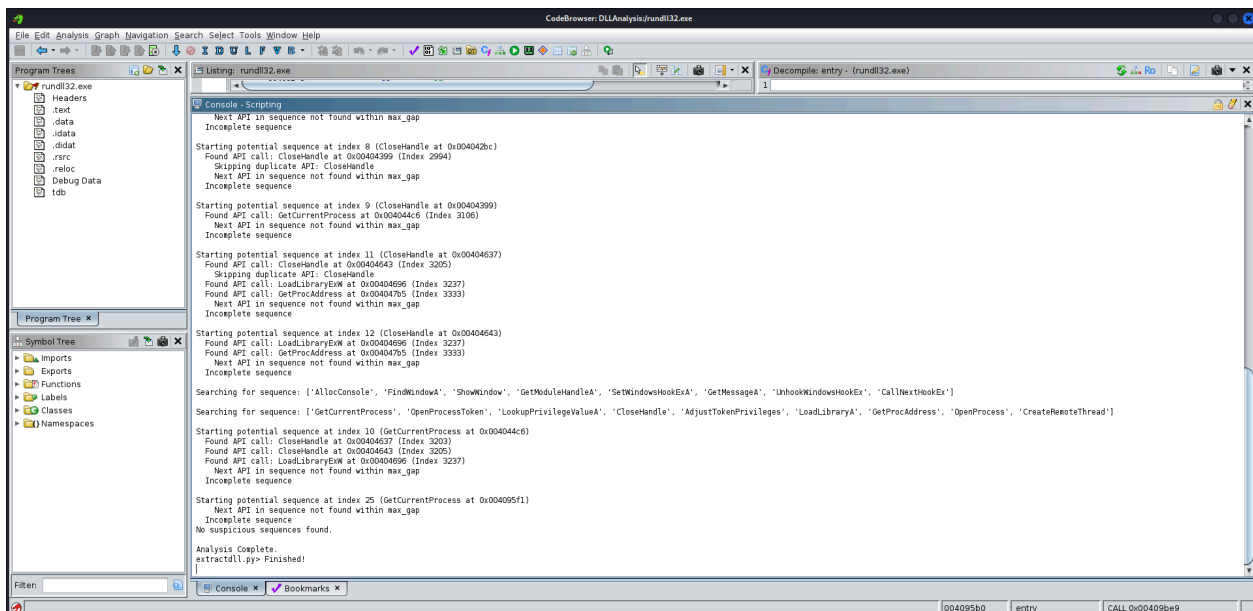 CodeBrowser: DLLAnalysis:/rundll32.exe
File Edit Analysis Graph Navigation Search Select Tools Window Help
I D U L F V B
Program Trees
rundll32.exe
Headers
.text
.data
.idata
.didat
.rsrc
.reloc
Debug Data
tdb
Program Tree ×
Symbol Tree
Imports
Exports
Functions
Labels
Classes
Namespaces
Filter:
Listing: rundll32.exe
Decompile: entry - (rundll32.exe)
Ro
1
Console - Scripting
Next API in sequence not found within max_gap
Incomplete sequence
Starting potential sequence at index 8 (CloseHandle at 0x004042bc)
Found API call: CloseHandle at 0x00404399 (Index 2994)
Skipping duplicate API: CloseHandle
Next API in sequence not found within max_gap
Incomplete sequence
Starting potential sequence at index 9 (CloseHandle at 0x00404399)
Found API call: GetCurrentProcess at 0x004044c6 (Index 3106)
Next API in sequence not found within max_gap
Incomplete sequence
Starting potential sequence at index 11 (CloseHandle at 0x00404637)
Found API call: CloseHandle at 0x00404643 (Index 3205)
Skipping duplicate API: CloseHandle
Found API call: LoadLibraryExW at 0x00404696 (Index 3237)
Found API call: GetProcAddress at 0x004047b5 (Index 3333)
Next API in sequence not found within max_gap
Incomplete sequence
Starting potential sequence at index 12 (CloseHandle at 0x00404643)
Found API call: LoadLibraryExW at 0x00404696 (Index 3237)
Found API call: GetProcAddress at 0x004047b5 (Index 3333)
Next API in sequence not found within max_gap
Incomplete sequence
Searching for sequence: ['AllocConsole', 'FindWindowA', 'ShowWindow', 'GetModuleHandleA', 'SetWindowsHookExA', 'GetMessageA', 'UnhookWindowsHookEx', 'CallNextHookEx']
Searching for sequence: ['GetCurrentProcess', 'OpenProcessToken', 'LookupPrivilegeValueA', 'CloseHandle', 'AdjustTokenPrivileges', 'LoadLibraryA', 'GetProcAddress', 'OpenProcess', 'CreateRemoteThread']
Starting potential sequence at index 10 (GetCurrentProcess at 0x004044c6)
Found API call: CloseHandle at 0x00404637 (Index 3203)
Found API call: CloseHandle at 0x00404643 (Index 3205)
Found API call: LoadLibraryExW at 0x00404696 (Index 3237)
Next API in sequence not found within max_gap
Incomplete sequence
Starting potential sequence at index 25 (GetCurrentProcess at 0x004095f1)
Next API in sequence not found within max_gap
Incomplete sequence
No suspicious sequences found.
Analysis Complete.
extractdll.py> Finished!
Console × Bookmarks ×
004095b0 entry CALL 0x00409be9